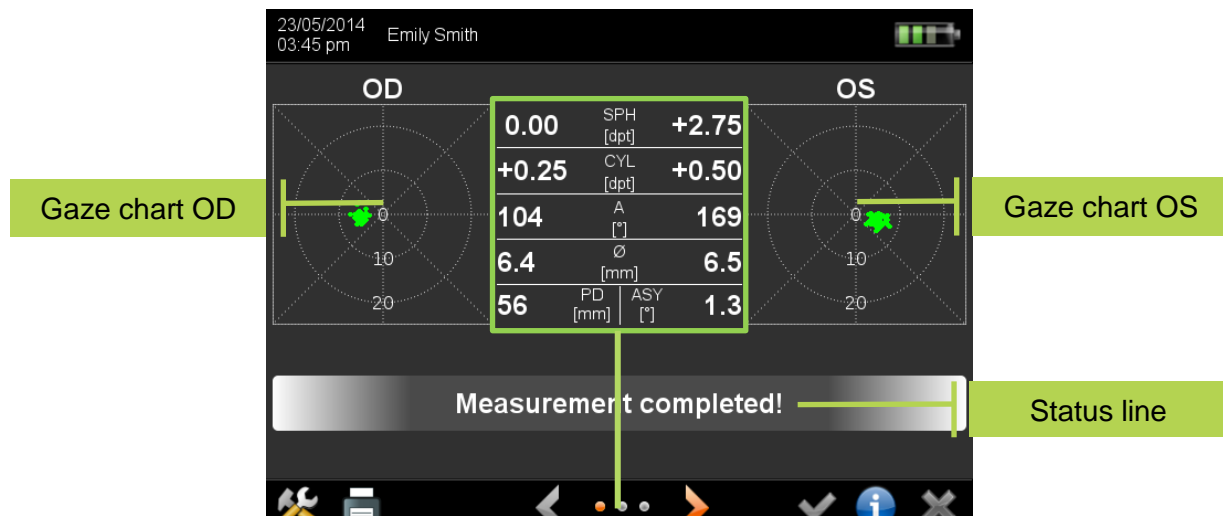 23/05/2014
03:45 pm
Emily Smith
OD
OS
0.00 SPH [dpt] +2.75
+0.25 CYL [dpt] +0.50
104 A [°] 169
6.4 Ø [mm] 6.5
56 PD [mm] ASY [°] 1.3
0
10
20
0
10
20
Gaze chart OD
Gaze chart OS
Measurement completed!
Status line